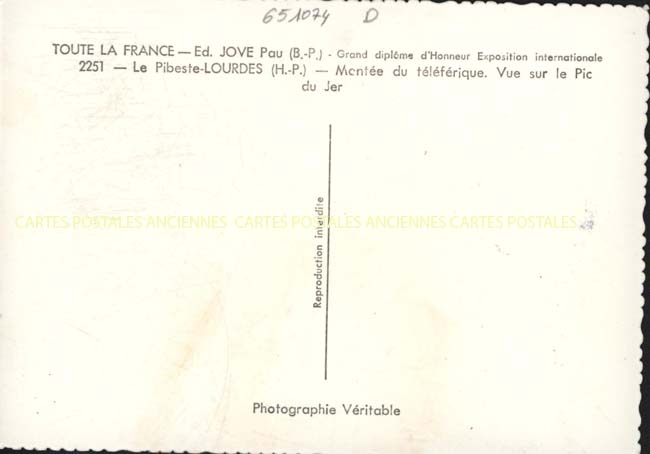 651074 D
TOUTE LA FRANCE — Ed. JOVE Pau (B.-P.) - Grand diplôme d'Honneur Exposition internationale
2251 — Le Pibeste-LOURDES (H.-P.) — Montée du téléférique. Vue sur le Pic
du Jer
Reproduction interdite
CARTES POSTALES ANCIENNES CARTES POSTALES ANCIENNES CARTES POSTALES ANCIENNES
Photographie Véritable